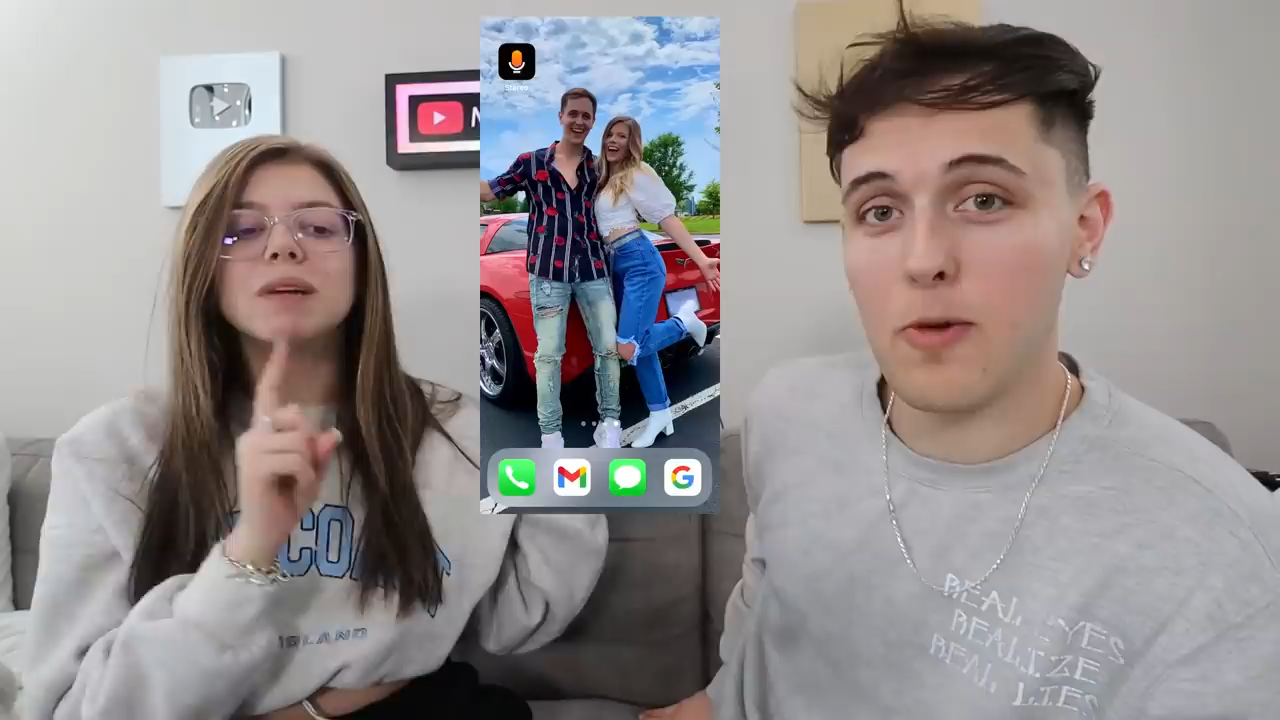 Stereo
COA
ISLAND
REAL EYES
REALIZE
REAL LIES